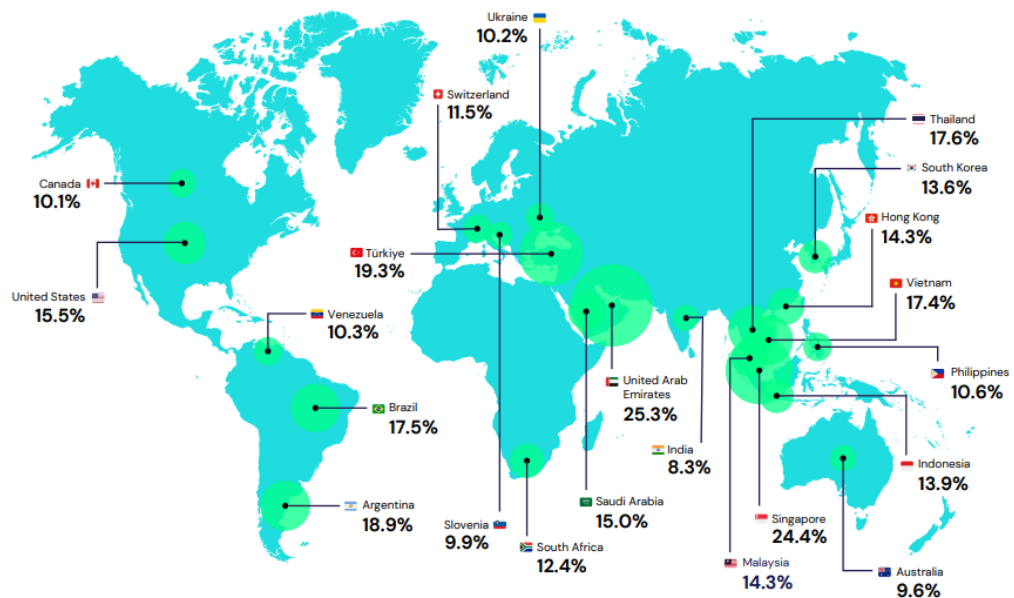 Ukraine
10.2%
Switzerland
11.5%
Thailand
17.6%
South Korea
13.6%
Canada
10.1%
Hong Kong
14.3%
Türkiye
19.3%
Vietnam
17.4%
United States
15.5%
Venezuela
10.3%
Philippines
10.6%
United Arab
Emirates
25.3%
Brazil
17.5%
India
8.3%
Indonesia
13.9%
Saudi Arabia
15.0%
Argentina
18.9%
Singapore
24.4%
Slovenia
9.9%
South Africa
12.4%
Malaysia
14.3%
Australia
9.6%